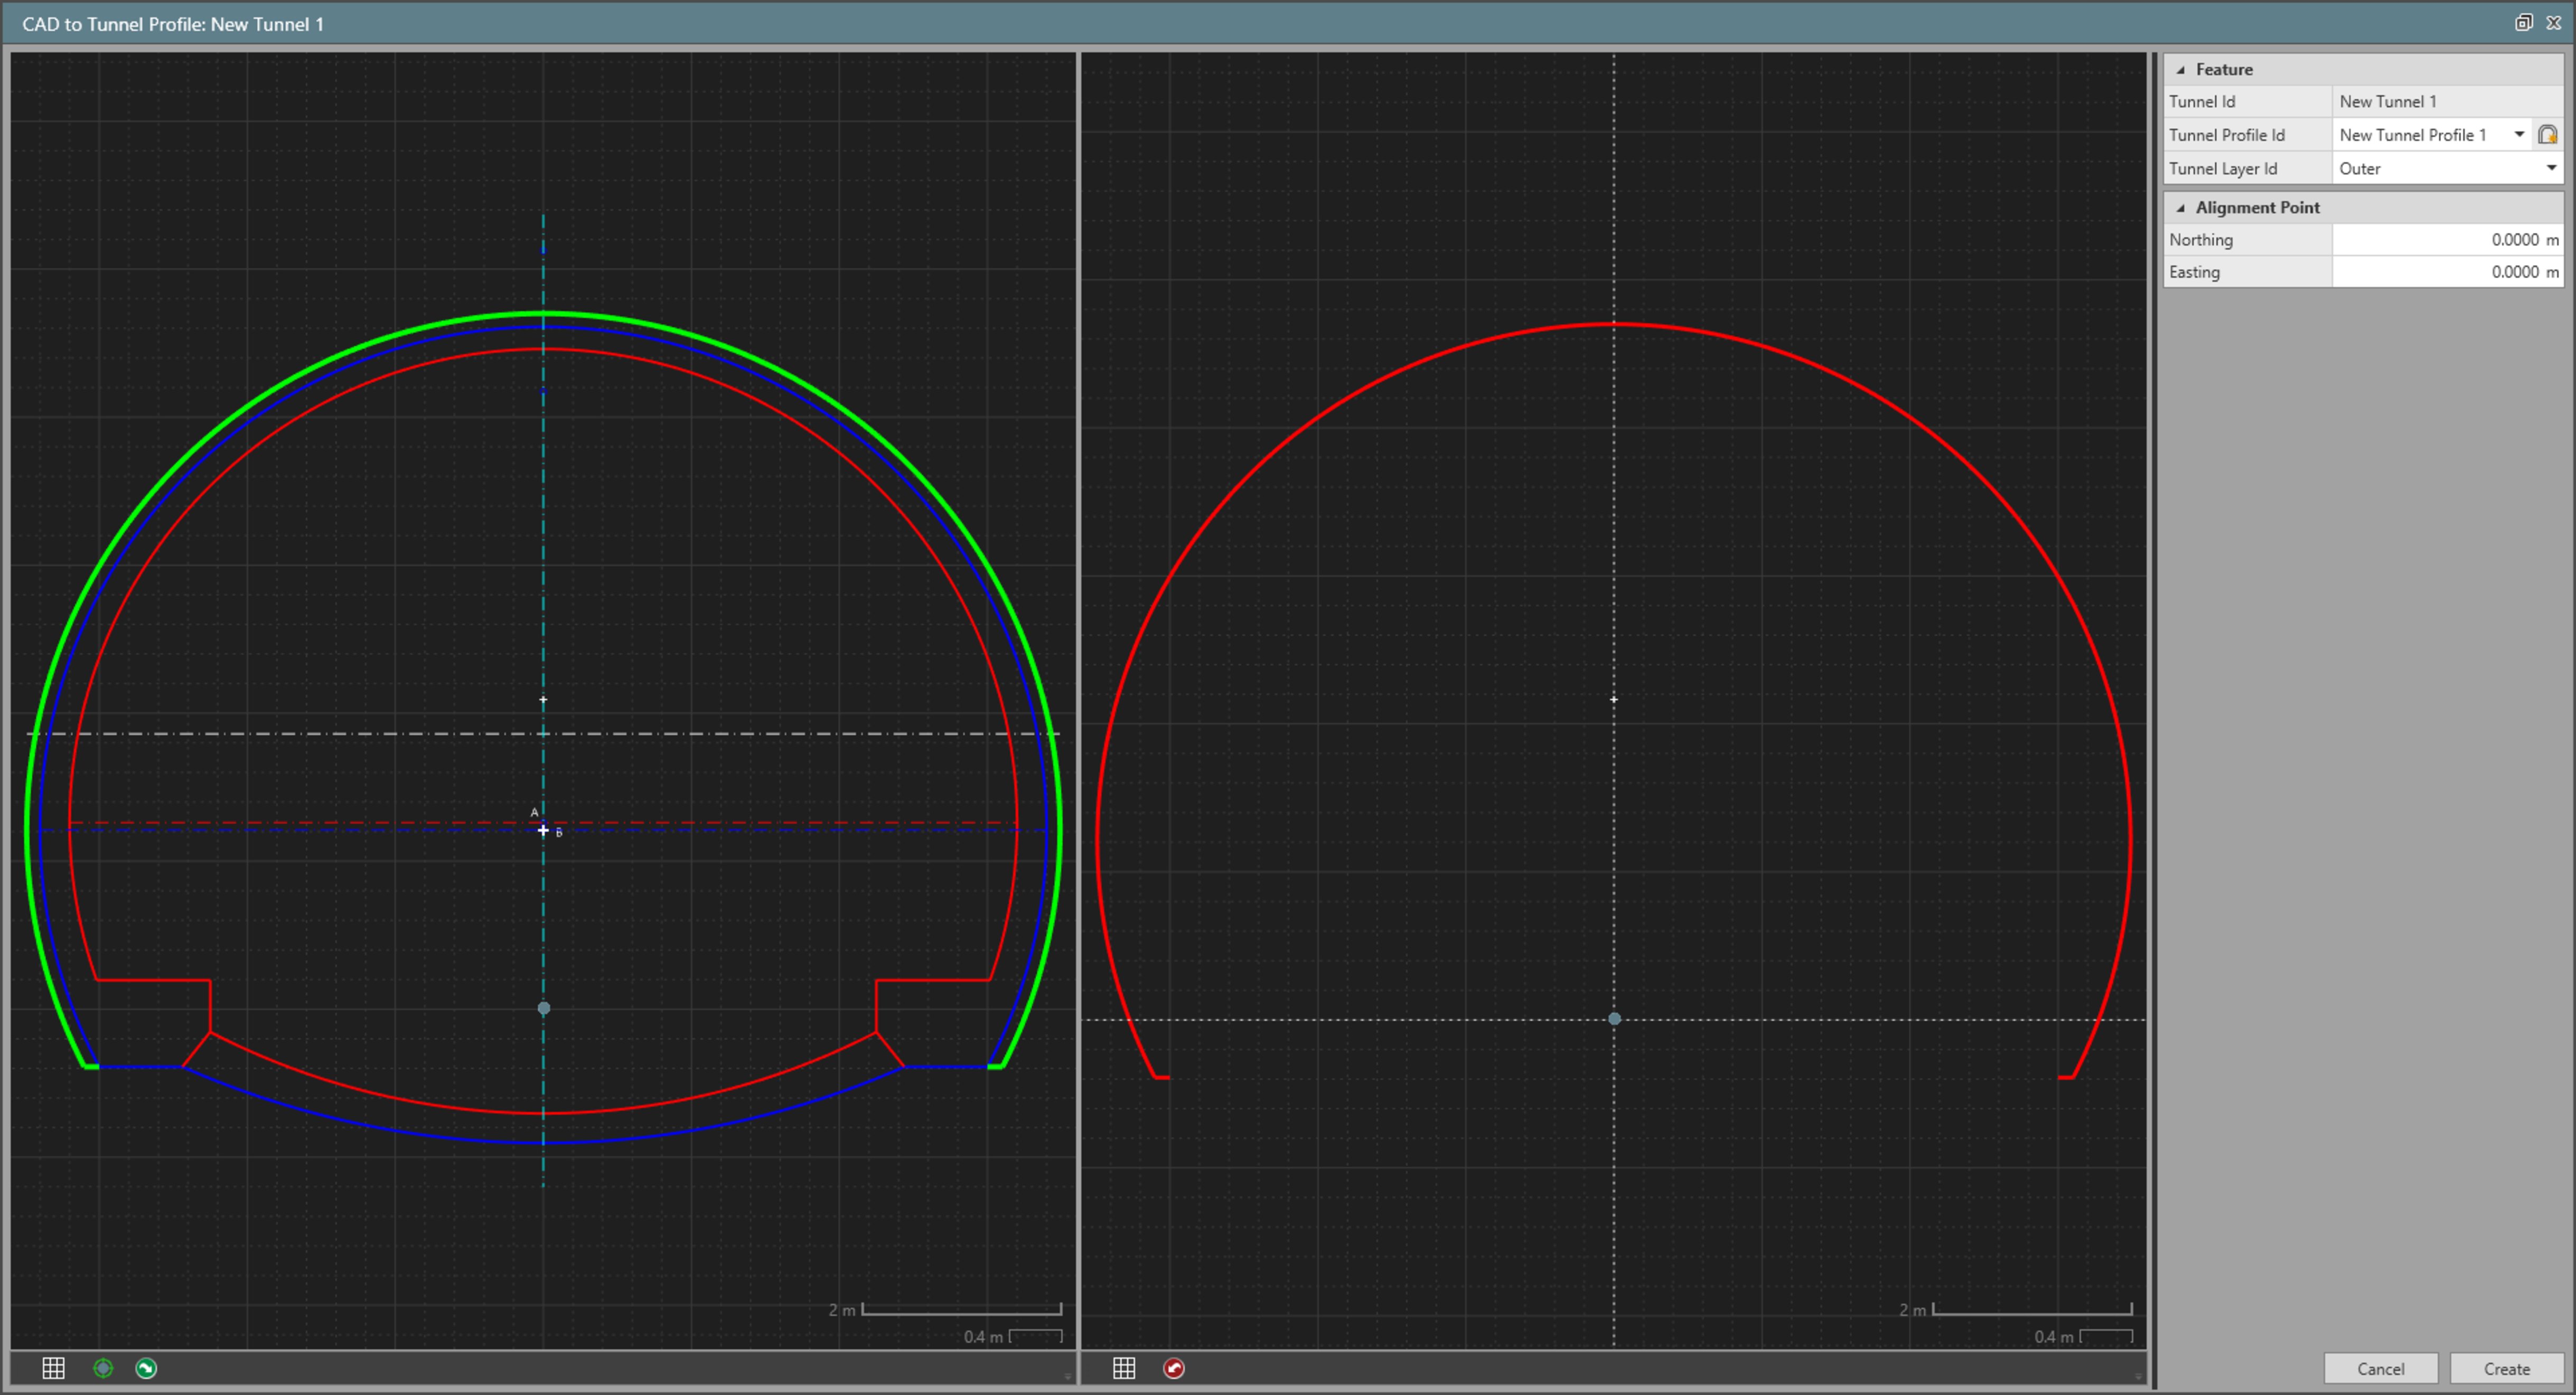 CAD to Tunnel Profile: New Tunnel 1
A
B
2 m
0.4 m
2 m
0.4 m
Feature
Tunnel Id New Tunnel 1
Tunnel Profile Id New Tunnel Profile 1
Tunnel Layer Id Outer
Alignment Point
Northing 0.0000 m
Easting 0.0000 m
Cancel Create